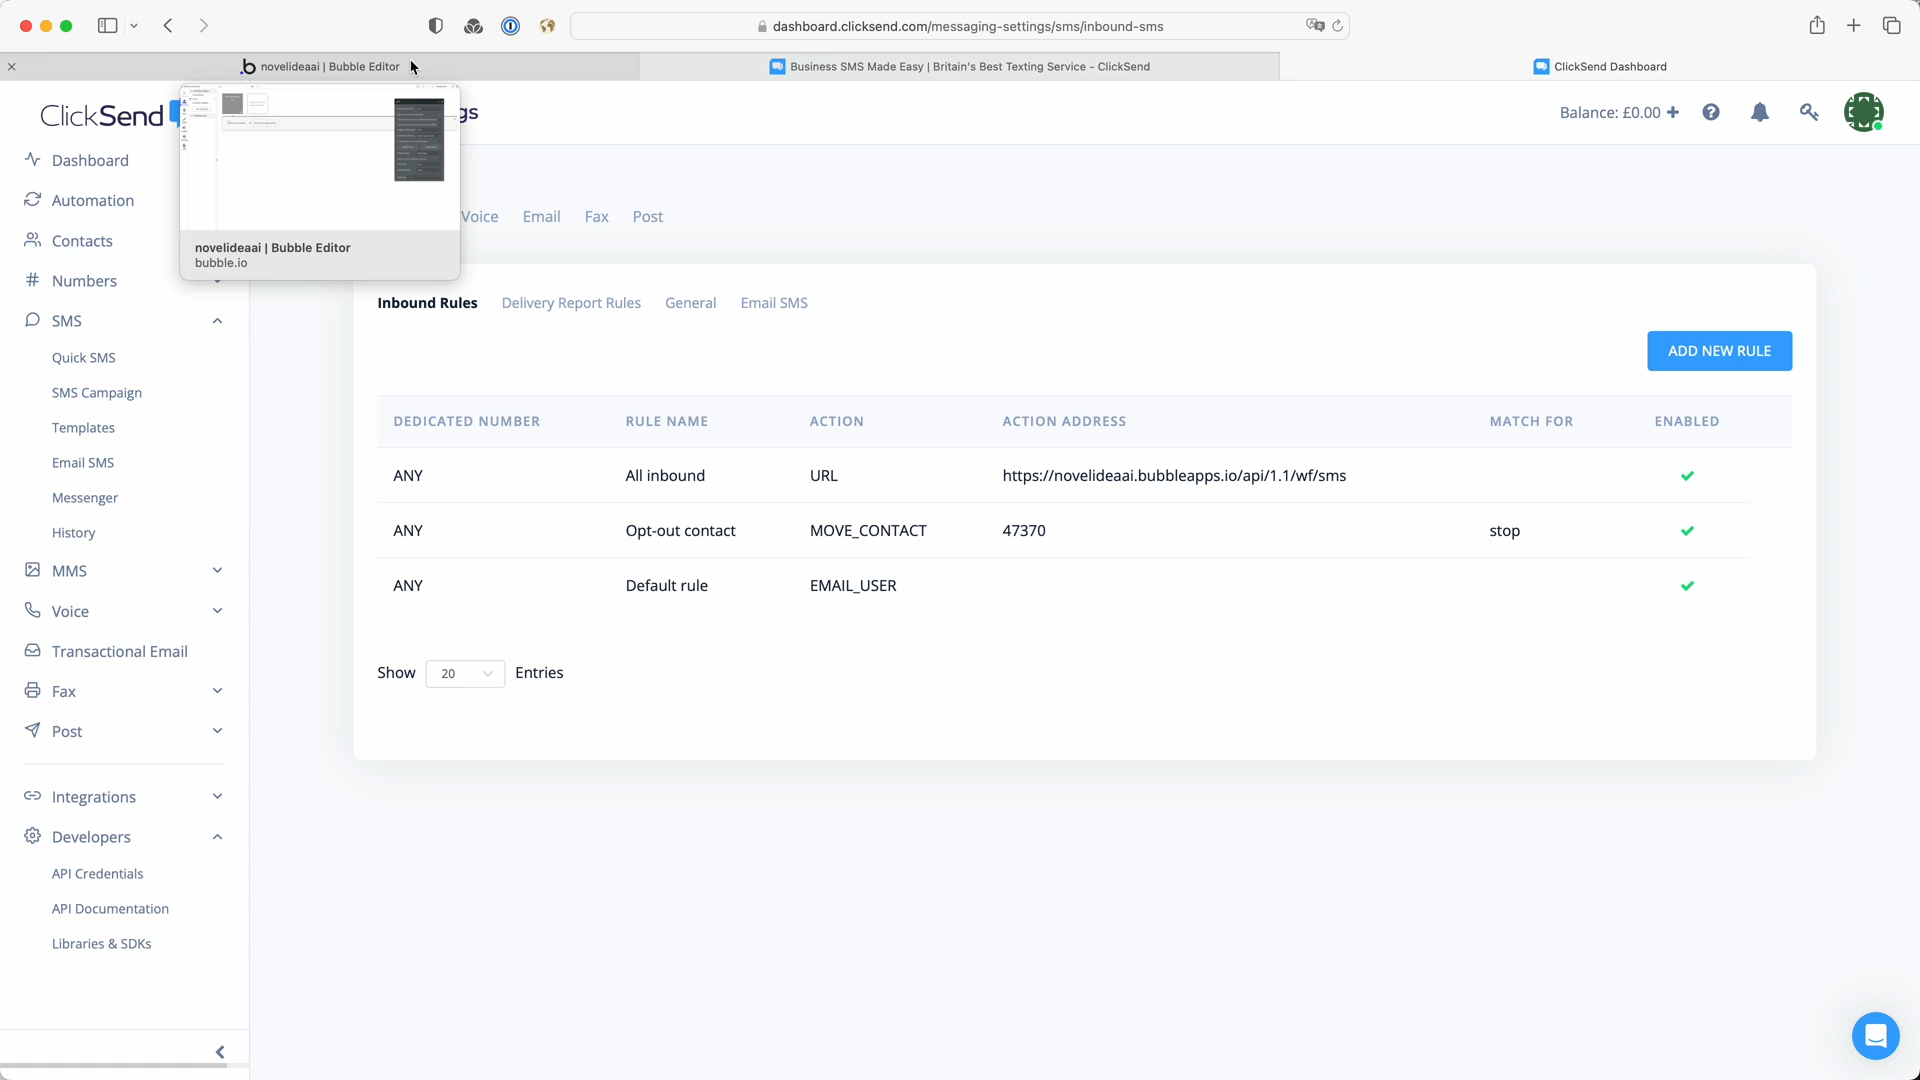 dashboard.clicksend.com/messaging-settings/sms/inbound-sms
novelideaai | Bubble Editor
Business SMS Made Easy | Britain's Best Texting Service - ClickSend
ClickSend Dashboard
ClickSend
gs
Balance: £0.00
Dashboard
Automation
Contacts
Numbers
SMS
Quick SMS
SMS Campaign
Templates
Email SMS
Messenger
History
MMS
Voice
Transactional Email
Fax
Post
Integrations
Developers
API Credentials
API Documentation
Libraries & SDKs
novelideaai | Bubble Editor
bubble.io
Voice Email Fax Post
Inbound Rules Delivery Report Rules General Email SMS
ADD NEW RULE
DEDICATED NUMBER RULE NAME ACTION ACTION ADDRESS MATCH FOR ENABLED
ANY All inbound URL https://novelideaai.bubbleapps.io/api/1.1/wf/sms
ANY Opt-out contact MOVE_CONTACT 47370 stop
ANY Default rule EMAIL_USER
Show 20 Entries